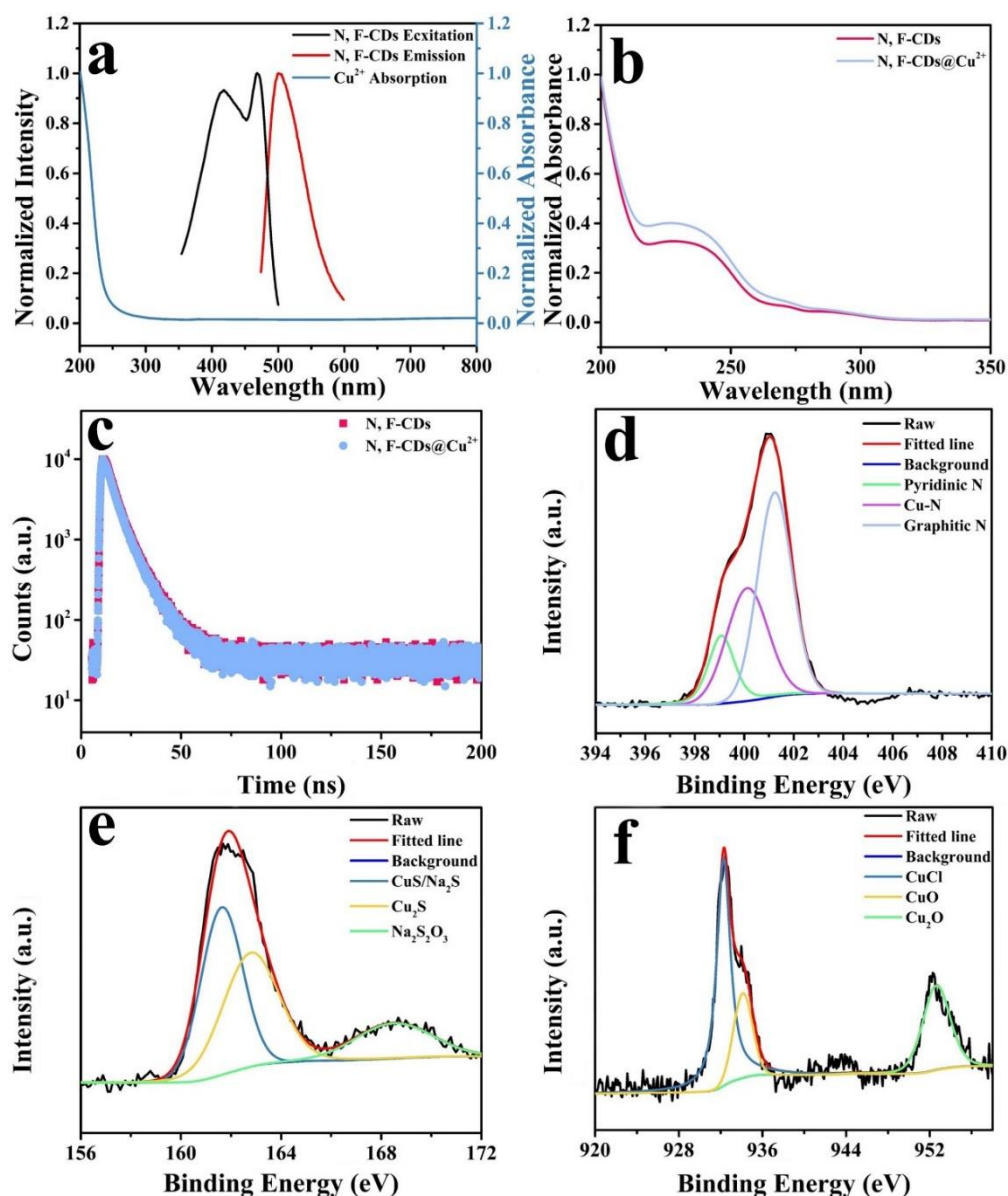 a
N, F-CDs Ecxitation
N, F-CDs Emission
Cu²⁺ Absorption
1.2
1.0
0.8
0.6
0.4
0.2
0.0
Normalized Intensity
1.2
1.0
0.8
0.6
0.4
0.2
0.0
Normalized Absorbance
200 300 400 500 600 700 800
Wavelength (nm)
b
N, F-CDs
N, F-CDs@Cu²⁺
1.2
1.0
0.8
0.6
0.4
0.2
0.0
Normalized Absorbance
200 250 300 350
Wavelength (nm)
c
N, F-CDs
N, F-CDs@Cu²⁺
10⁴
10³
10²
10¹
Counts (a.u.)
0 50 100 150 200
Time (ns)
d
Raw
Fitted line
Background
Pyridinic N
Cu-N
Graphitic N
Intensity (a.u.)
394 396 398 400 402 404 406 408 410
Binding Energy (eV)
e
Raw
Fitted line
Background
CuS/Na₂S
Cu₂S
Na₂S₂O₃
Intensity (a.u.)
156 160 164 168 172
Binding Energy (eV)
f
Raw
Fitted line
Background
CuCl
CuO
Cu₂O
Intensity (a.u.)
920 928 936 944 952
Binding Energy (eV)